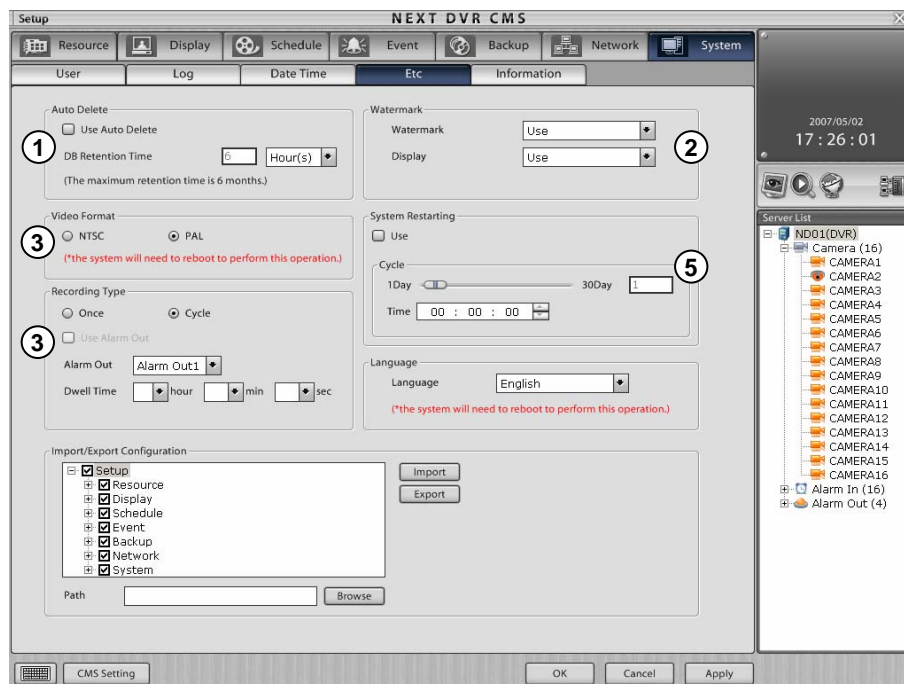 Setup
NEXT DVR CMS
Resource
Display
Schedule
Event
Backup
Network
System
User
Log
Date Time
Etc
Information
Auto Delete
Use Auto Delete
1
DB Retention Time
6
Hour(s)
(The maximum retention time is 6 months.)
Watermark
Watermark
Use
Display
Use
2
Video Format
3
NTSC
PAL
(*the system will need to reboot to perform this operation.)
System Restarting
Use
Cycle
5
1Day
30Day
1
Time
00 : 00 : 00
Recording Type
Once
Cycle
3
Use Alarm Out
Alarm Out
Alarm Out1
Dwell Time
hour
min
sec
Language
Language
English
(*the system will need to reboot to perform this operation.)
Import/Export Configuration
Setup
Resource
Display
Schedule
Event
Backup
Network
System
Import
Export
Path
Browse
CMS Setting
OK
Cancel
Apply
2007/05/02
17:26:01
Server List
ND01(DVR)
Camera (16)
CAMERA1
CAMERA2
CAMERA3
CAMERA4
CAMERA5
CAMERA6
CAMERA7
CAMERA8
CAMERA9
CAMERA10
CAMERA11
CAMERA12
CAMERA13
CAMERA14
CAMERA15
CAMERA16
Alarm In (16)
Alarm Out (4)